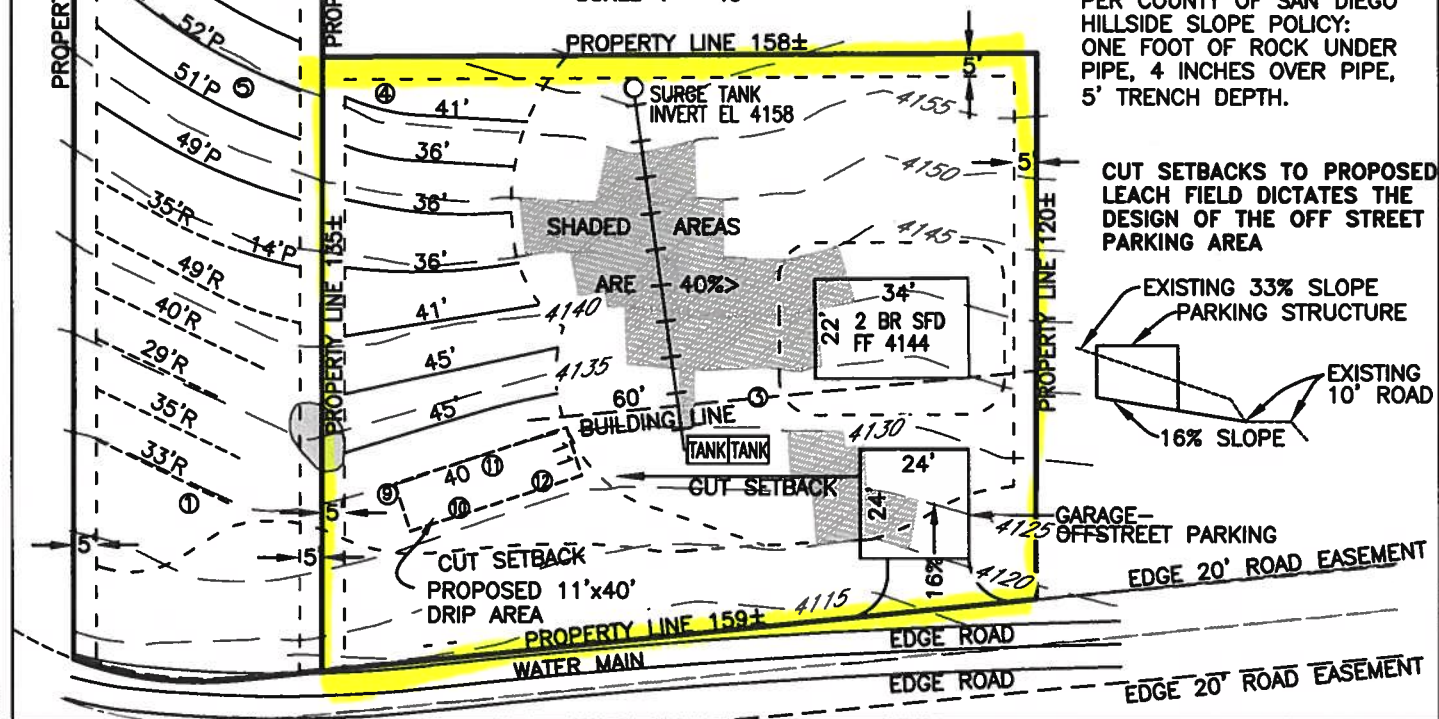 PER COUNTY OF SAN DIEGO
HILLSIDE SLOPE POLICY:
ONE FOOT OF ROCK UNDER
PIPE, 4 INCHES OVER PIPE,
5' TRENCH DEPTH.
CUT SETBACKS TO PROPOSED
LEACH FIELD DICTATES THE
DESIGN OF THE OFF STREET
PARKING AREA
EXISTING 33% SLOPE
PARKING STRUCTURE
EXISTING
10' ROAD
16% SLOPE
PROPERTY LINE 158±
5'
SURGE TANK
INVERT EL 4158
4155
4150
5'
4145
PROPERTY LINE 120±
52'P
51'P
5
49'P
35'R
14'P
49'R
40'R
29'R
35'R
33'R
1
PROPERTY LINE 135±
4
41'
36'
36'
36'
41'
45'
45'
4140
4135
SHADED AREAS
ARE 40%>
34'
22'
2 BR SFD
FF 4144
60'
3
BUILDING LINE
4130
TANK
TANK
CUT SETBACK
24'
24'
40
9
10
11
12
5'
5'
5'
CUT SETBACK
PROPOSED 11'x40'
DRIP AREA
4125
GARAGE-
OFFSTREET PARKING
16%
4120
4115
EDGE 20' ROAD EASEMENT
PROPERTY LINE 159±
EDGE ROAD
WATER MAIN
EDGE ROAD
EDGE 20' ROAD EASEMENT